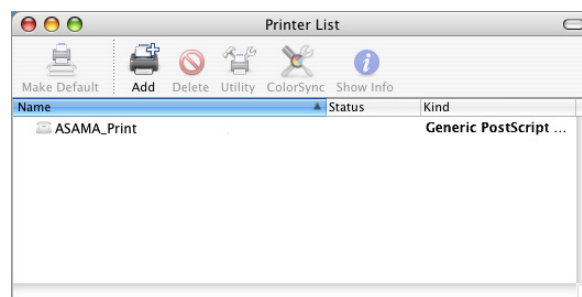 Printer List
Make Default Add Delete Utility ColorSync Show Info
Name Status Kind
ASAMA_Print Generic PostScript ...